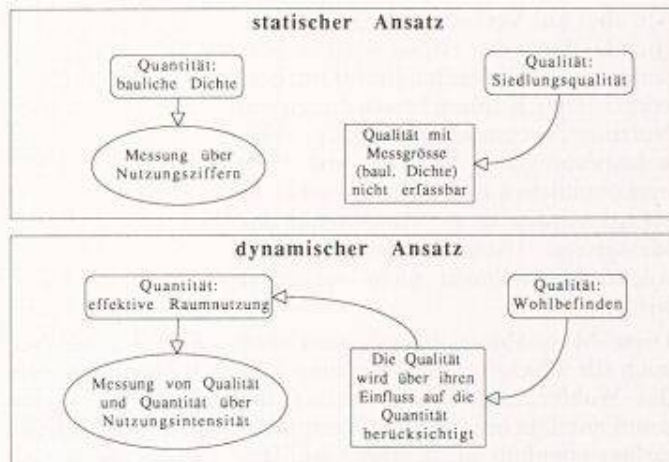 statischer Ansatz
Quantität:
bauliche Dichte
Qualität:
Siedlungsqualität
Messung über
Nutzungsziffern
Qualität mit
Messgrösse
(baul. Dichte)
nicht erfassbar
dynamischer Ansatz
Quantität:
effektive Raumnutzung
Qualität:
Wohlbefinden
Messung von Qualität
und Quantität über
Nutzungsintensität
Die Qualität
wird über ihren
Einfluss auf die
Quantität
berücksichtigt